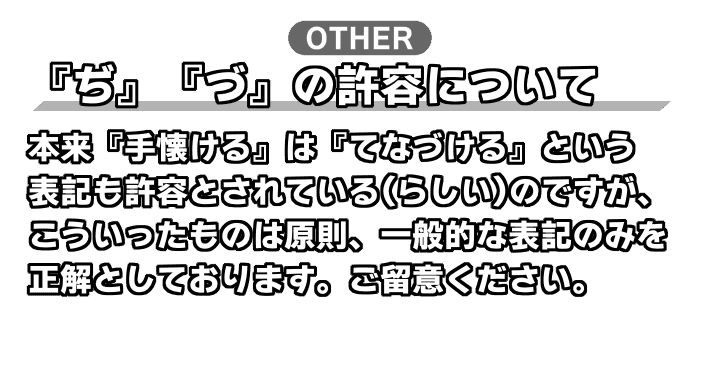 OTHER
『ぢ』『づ』の許容について
本来『手懐ける』は『てなづける』という
表記も許容とされている(らしい)のですが、
こういったものは原則、一般的な表記のみを
正解としております。ご留意ください。